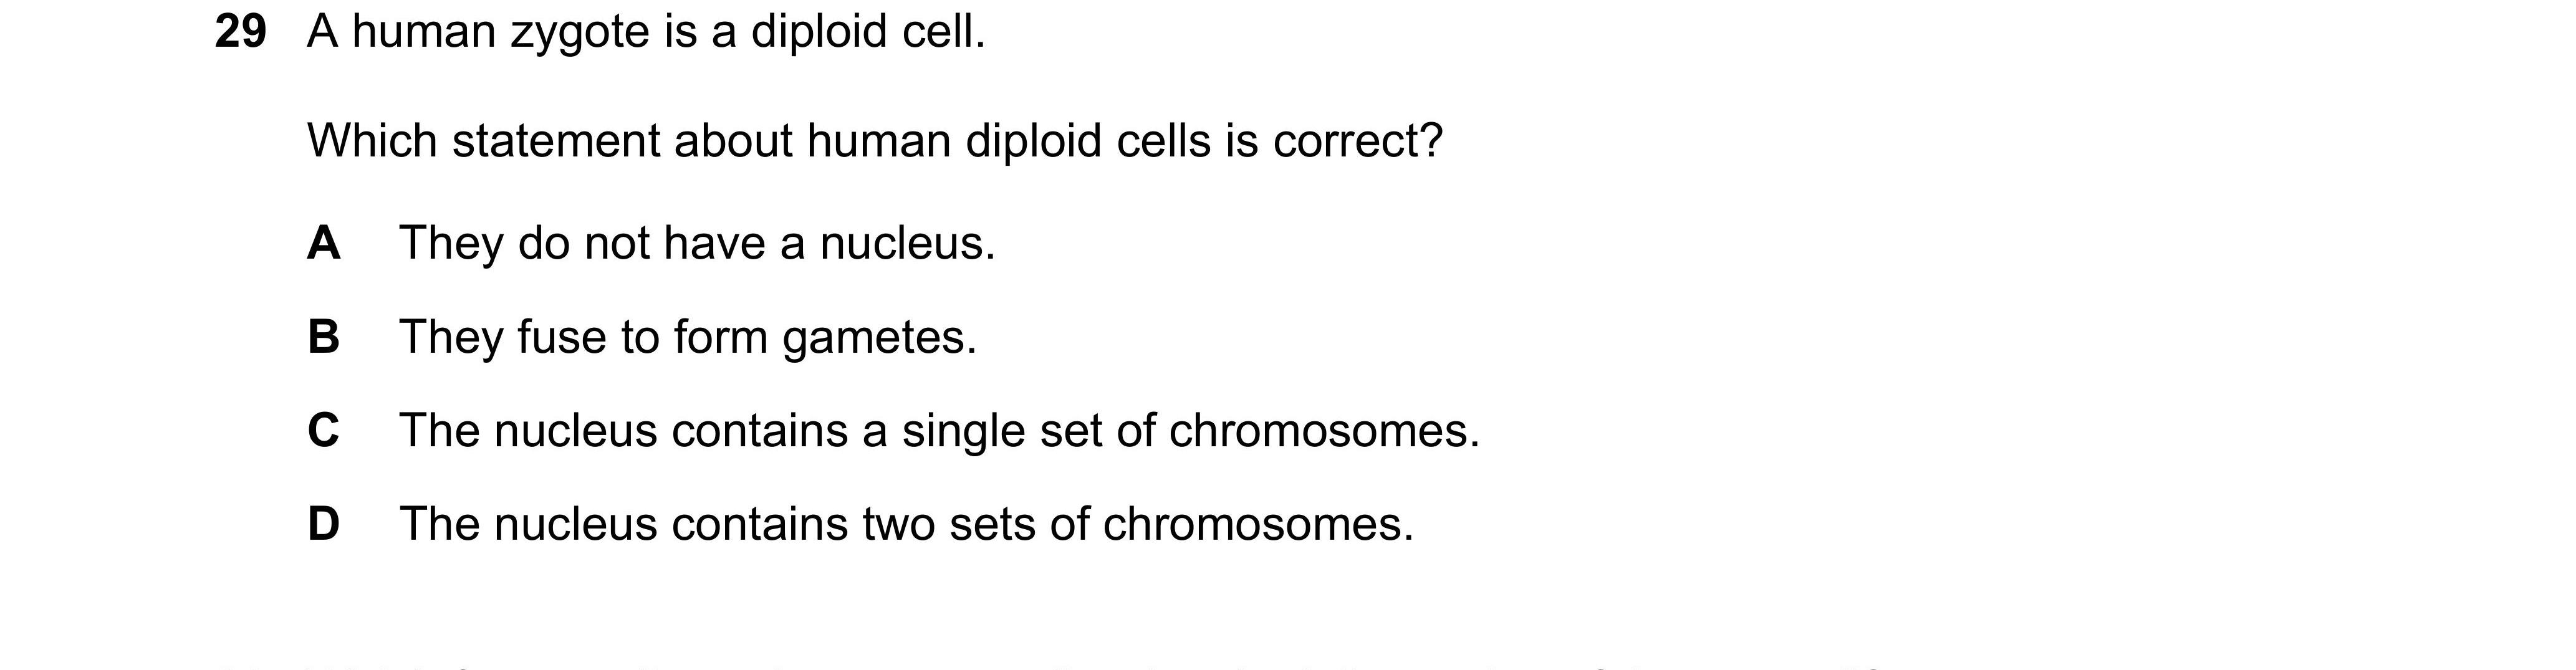 29 A human zygote is a diploid cell.
Which statement about human diploid cells is correct?
A They do not have a nucleus.
B They fuse to form gametes.
C The nucleus contains a single set of chromosomes.
D The nucleus contains two sets of chromosomes.